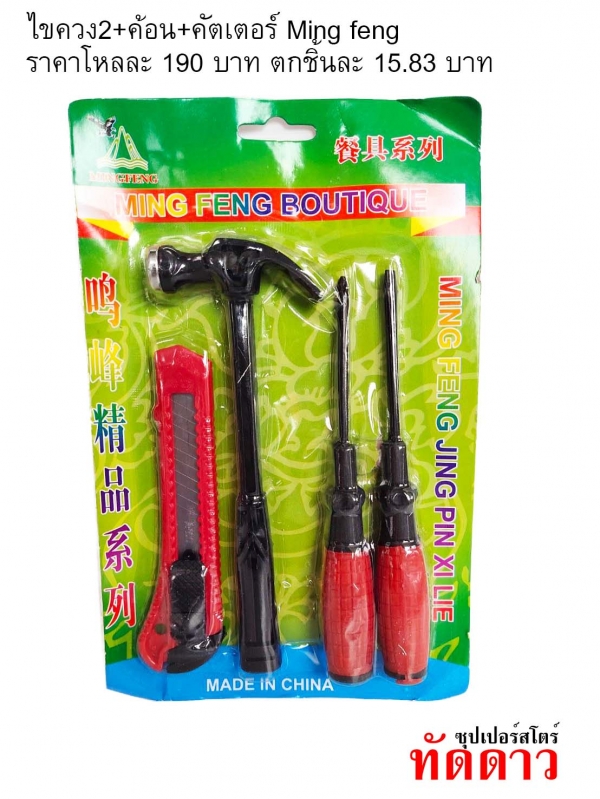 ไขควง2+ค้อน+คัตเตอร์ Ming feng
ราคาโหลละ 190 บาท ตกชิ้นละ 15.83 บาท
MINGFENG
餐具系列
MING FENG BOUTIQUE
鸣峰精品系列
MING FENG JING PIN XI LIE
MADE IN CHINA
ซุปเปอร์สโตร์
ทัดดาว